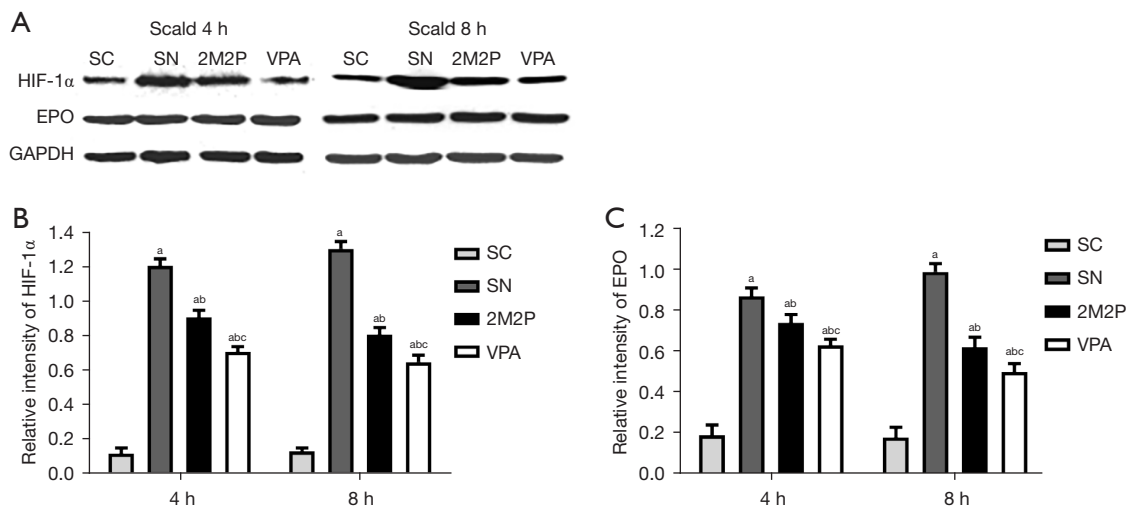 A
Scald 4 h
Scald 8 h
SC SN 2M2P VPA
SC SN 2M2P VPA
HIF-1α
EPO
GAPDH
B
Relative intensity of HIF-1α
1.4
1.2
1.0
0.8
0.6
0.4
0.2
0.0
a
ab
abc
a
ab
abc
4 h
8 h
SC
SN
2M2P
VPA
C
Relative intensity of EPO
1.2
1.0
0.8
0.6
0.4
0.2
0.0
a
ab
abc
a
ab
abc
4 h
8 h
SC
SN
2M2P
VPA